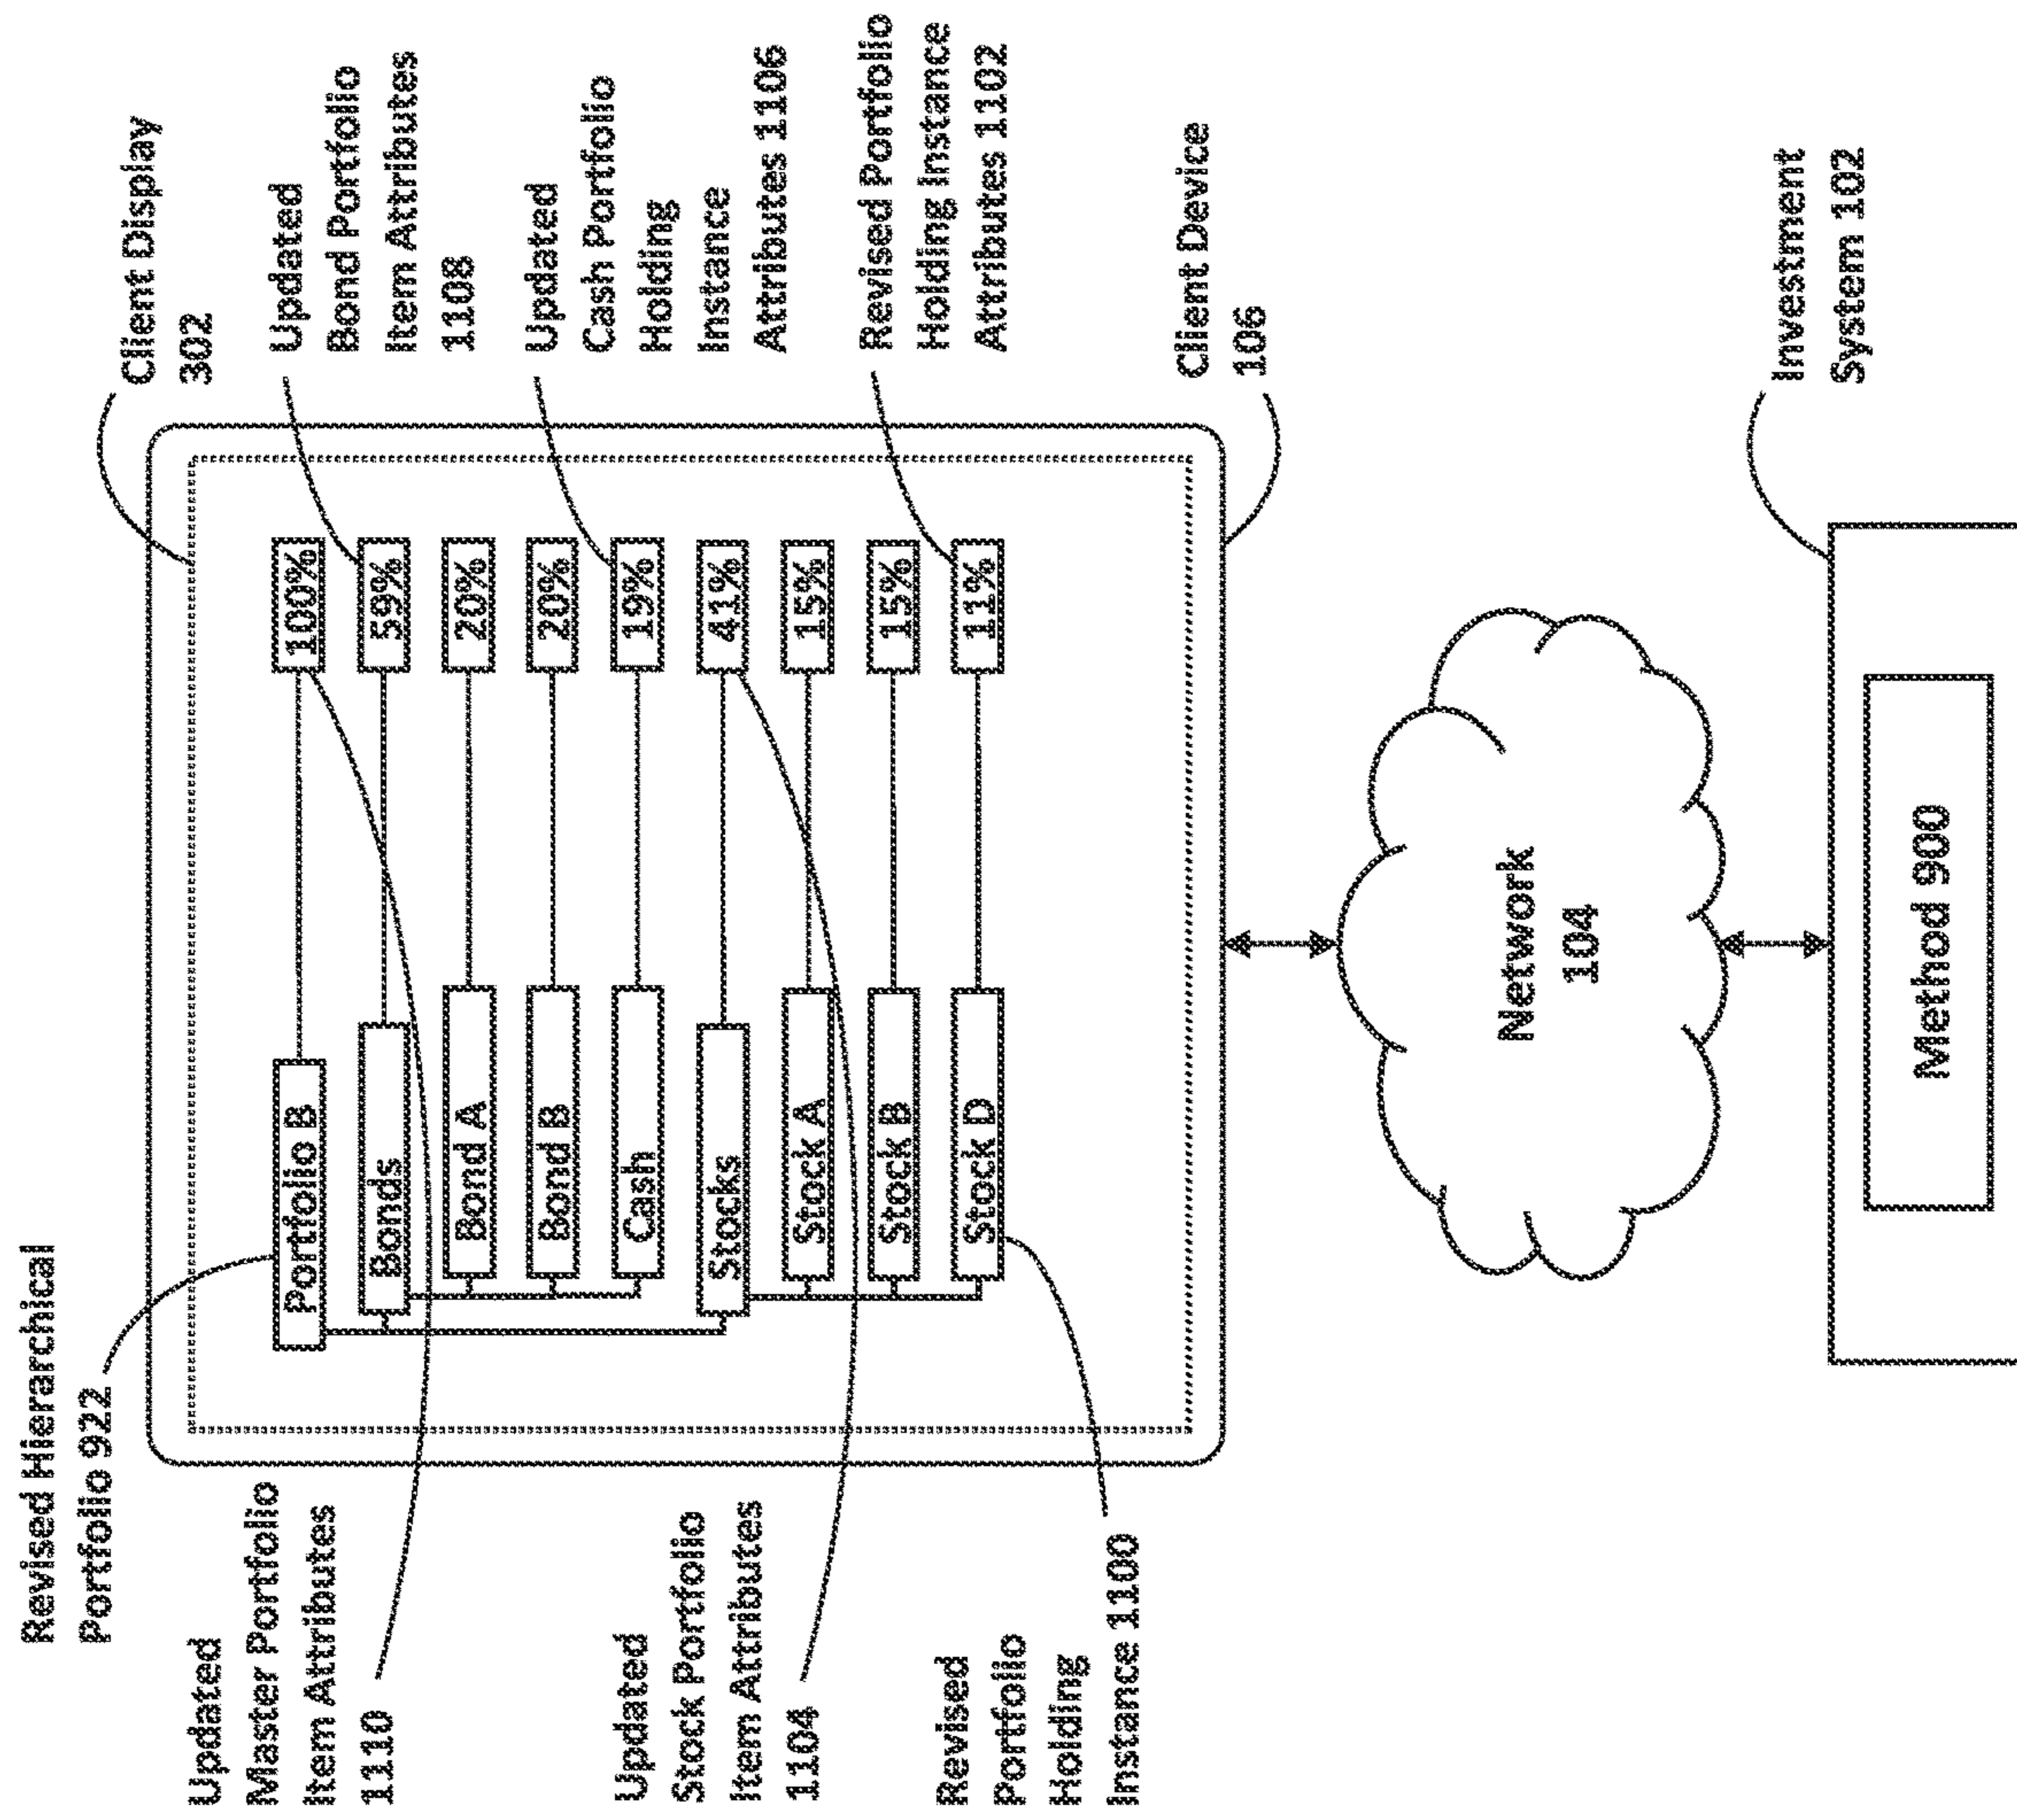 Revised Hierarchical
Portfolio 922
Client Display
302
Updated
Master Portfolio
Item Attributes
1110
Portfolio B
100%
Updated
Bond Portfolio
Item Attributes
1108
Bonds
59%
Bond A
20%
Bond B
20%
Updated
Cash Portfolio
Holding
Instance
Attributes 1106
Cash
19%
Updated
Stock Portfolio
Item Attributes
1104
Stocks
41%
Stock A
15%
Stock B
15%
Revised Portfolio
Holding Instance
Attributes 1102
Revised
Portfolio
Holding
Instance 1100
Stock D
11%
Client Device
106
Network
104
Investment
System 102
Method 900